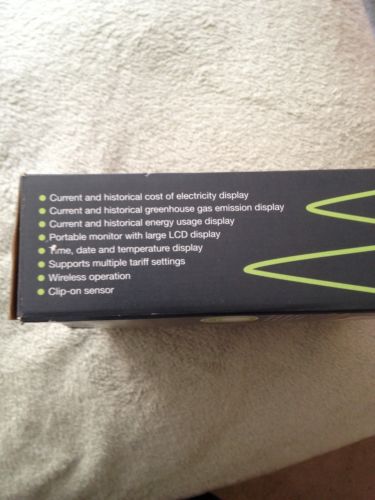 Current and historical cost of electricity display
Current and historical greenhouse gas emission display
Current and historical energy usage display
Portable monitor with large LCD display
Time, date and temperature display
Supports multiple tariff settings
Wireless operation
Clip-on sensor